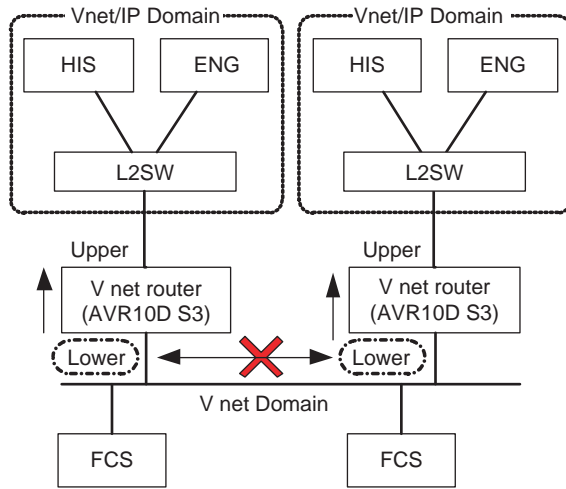 Vnet/IP Domain
Vnet/IP Domain
HIS
ENG
HIS
ENG
L2SW
L2SW
Upper
Upper
V net router
(AVR10D S3)
V net router
(AVR10D S3)
Lower
Lower
V net Domain
FCS
FCS